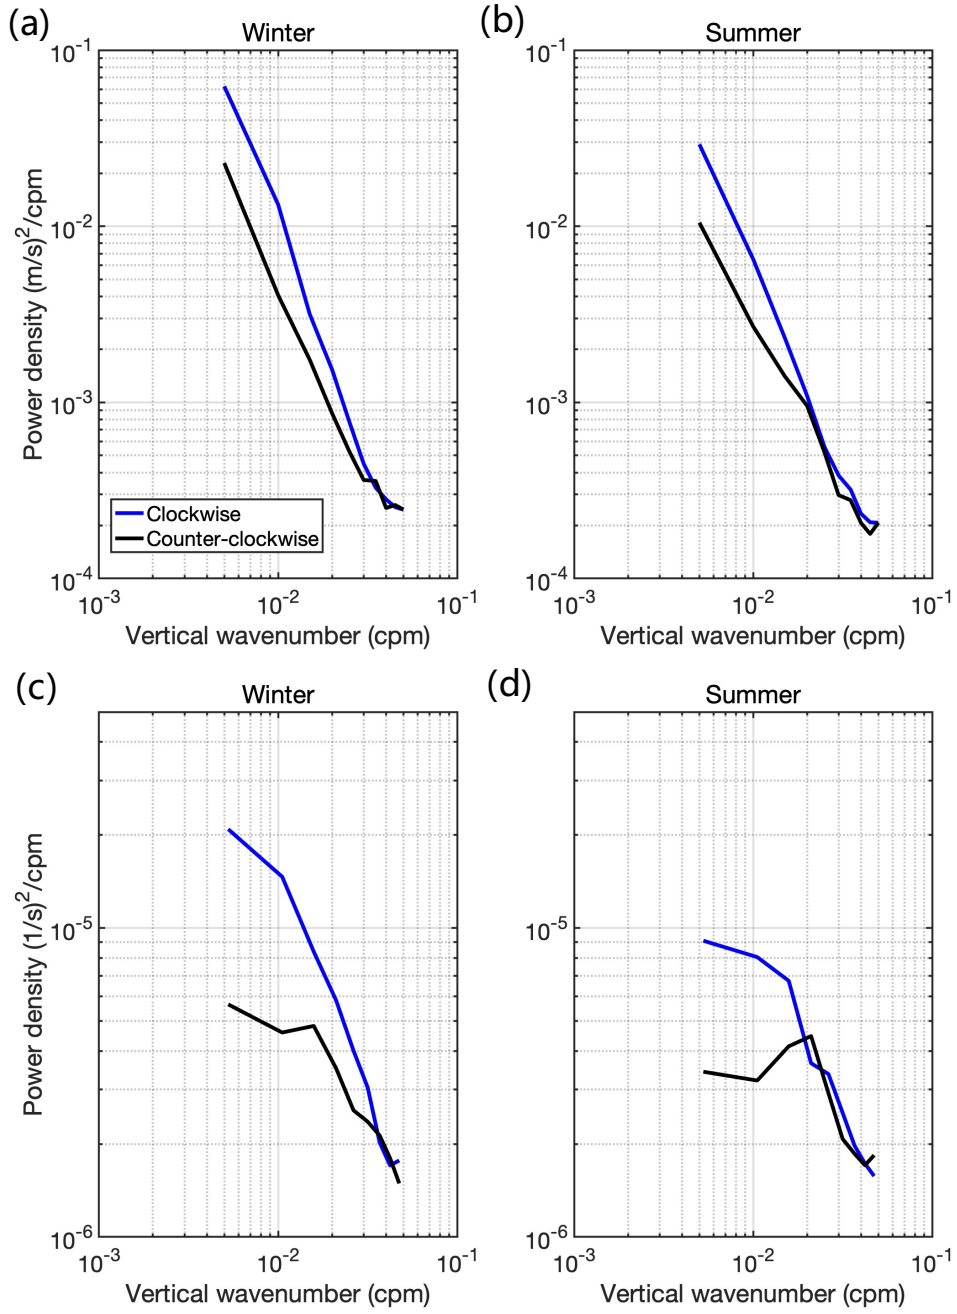 (a)
Winter
(b)
Summer
10^-1
10^-2
10^-3
10^-4
Power density (m/s)^2/cpm
Clockwise
Counter-clockwise
10^-3
10^-2
10^-1
Vertical wavenumber (cpm)
10^-1
10^-2
10^-3
10^-4
10^-3
10^-2
10^-1
Vertical wavenumber (cpm)
(c)
Winter
(d)
Summer
10^-5
10^-6
Power density (1/s)^2/cpm
10^-3
10^-2
10^-1
Vertical wavenumber (cpm)
10^-5
10^-6
10^-3
10^-2
10^-1
Vertical wavenumber (cpm)